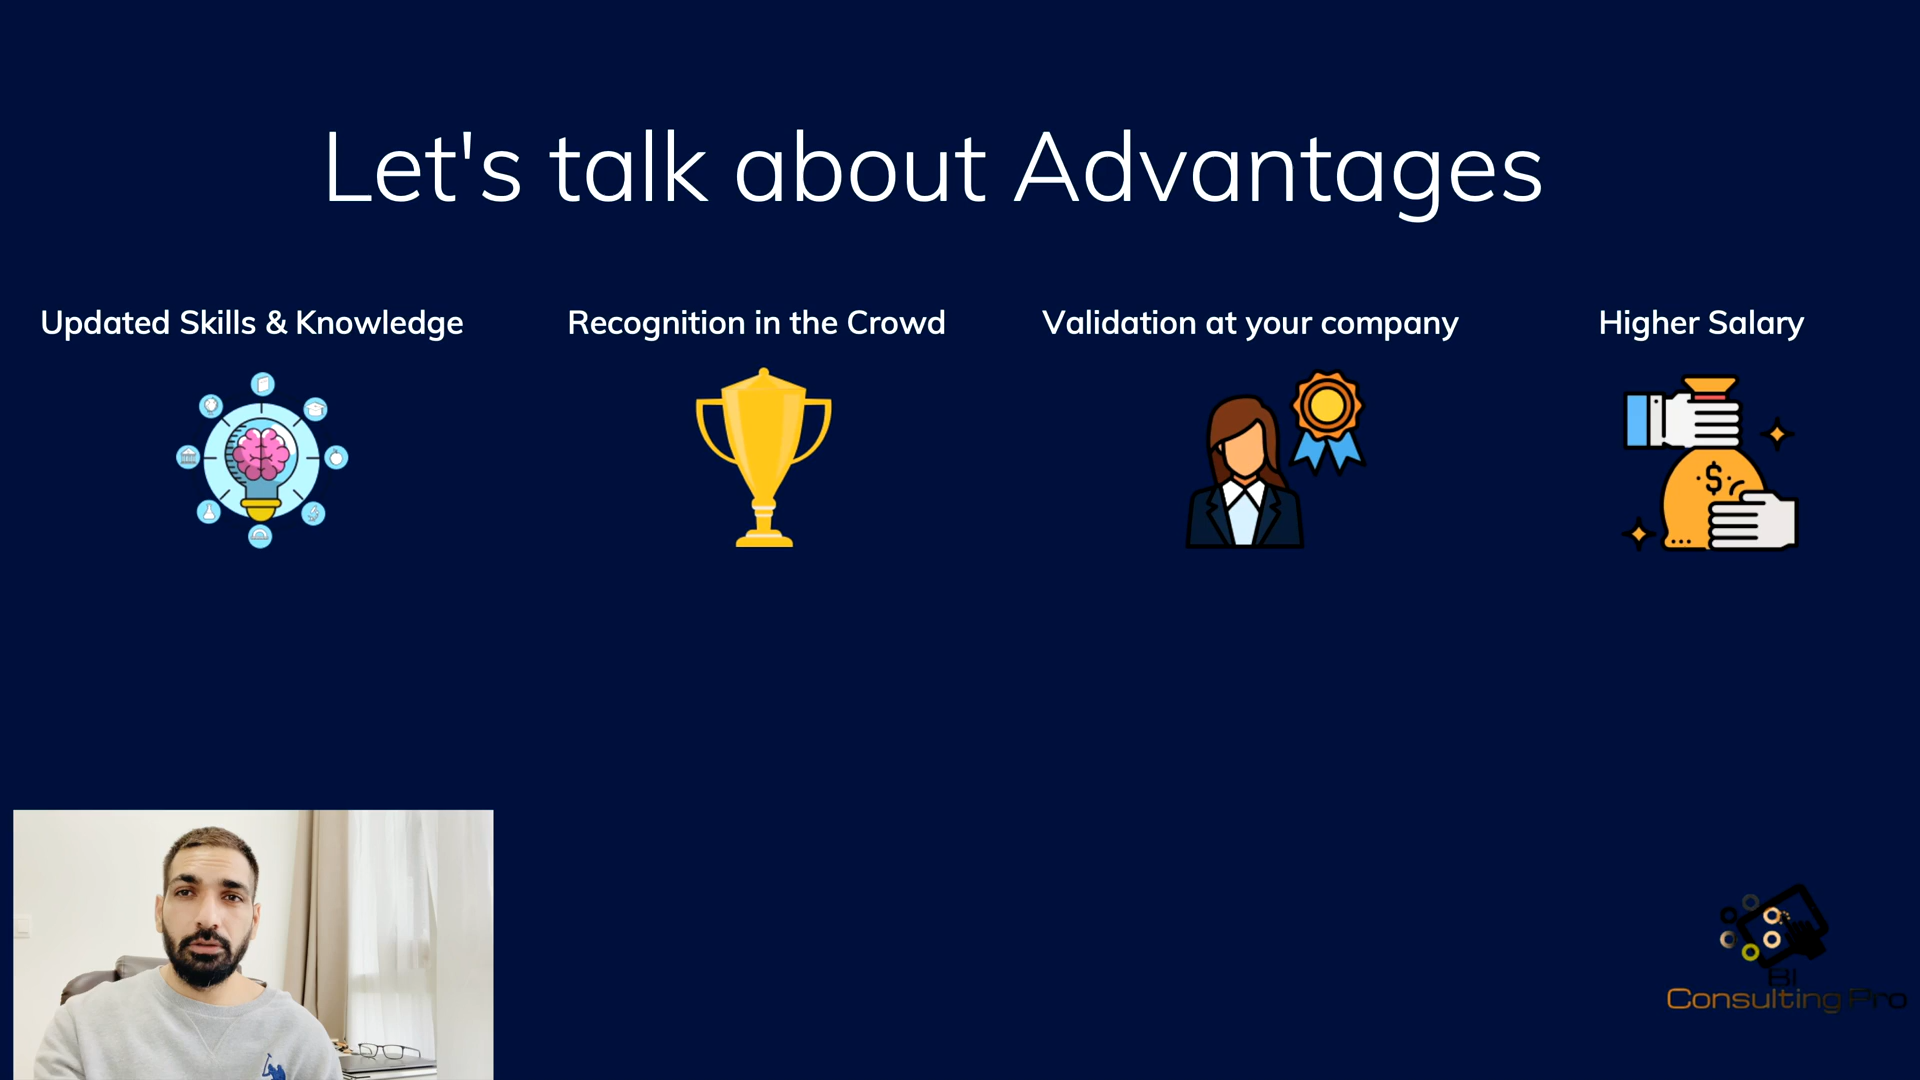 Let's talk about Advantages
Updated Skills & Knowledge
Recognition in the Crowd
Validation at your company
Higher Salary
$
BI
Consulting Pro